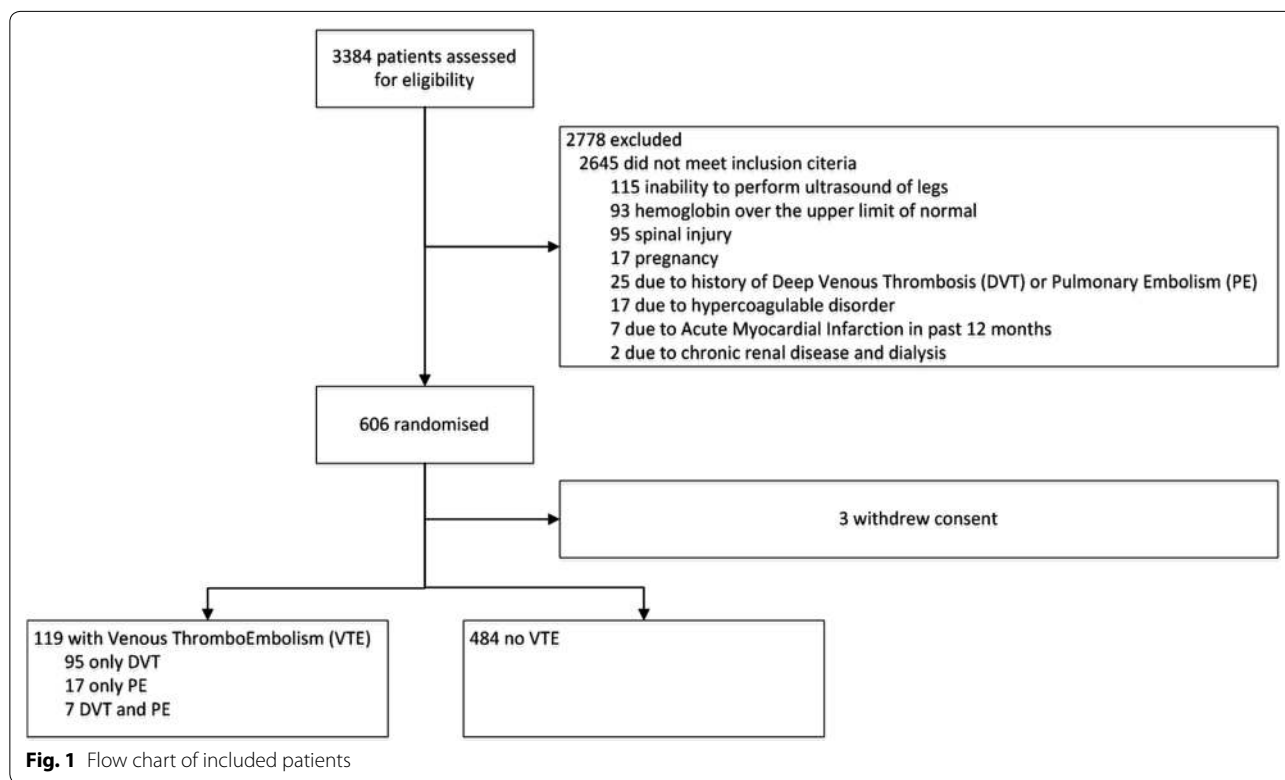 3384 patients assessed
for eligibility
2778 excluded
2645 did not meet inclusion citeria
115 inability to perform ultrasound of legs
93 hemoglobin over the upper limit of normal
95 spinal injury
17 pregnancy
25 due to history of Deep Venous Thrombosis (DVT) or Pulmonary Embolism (PE)
17 due to hypercoagulable disorder
7 due to Acute Myocardial Infarction in past 12 months
2 due to chronic renal disease and dialysis
606 randomised
3 withdrew consent
119 with Venous ThromboEmbolism (VTE)
95 only DVT
17 only PE
7 DVT and PE
484 no VTE
Fig. 1 Flow chart of included patients